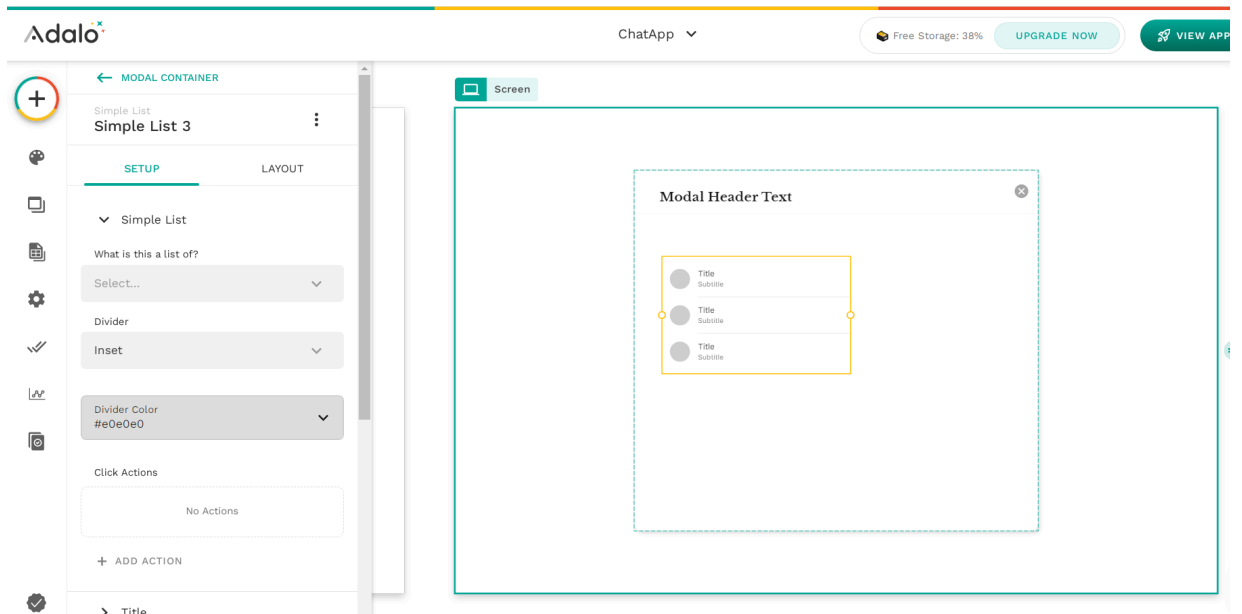 Adalo
ChatApp
Free Storage: 38%
UPGRADE NOW
VIEW APP
MODAL CONTAINER
Simple List
Simple List 3
SETUP
LAYOUT
Simple List
What is this a list of?
Select...
Divider
Inset
Divider Color
#e0e0e0
Click Actions
No Actions
+ ADD ACTION
Title
Screen
Modal Header Text
Title
Subtitle
Title
Subtitle
Title
Subtitle